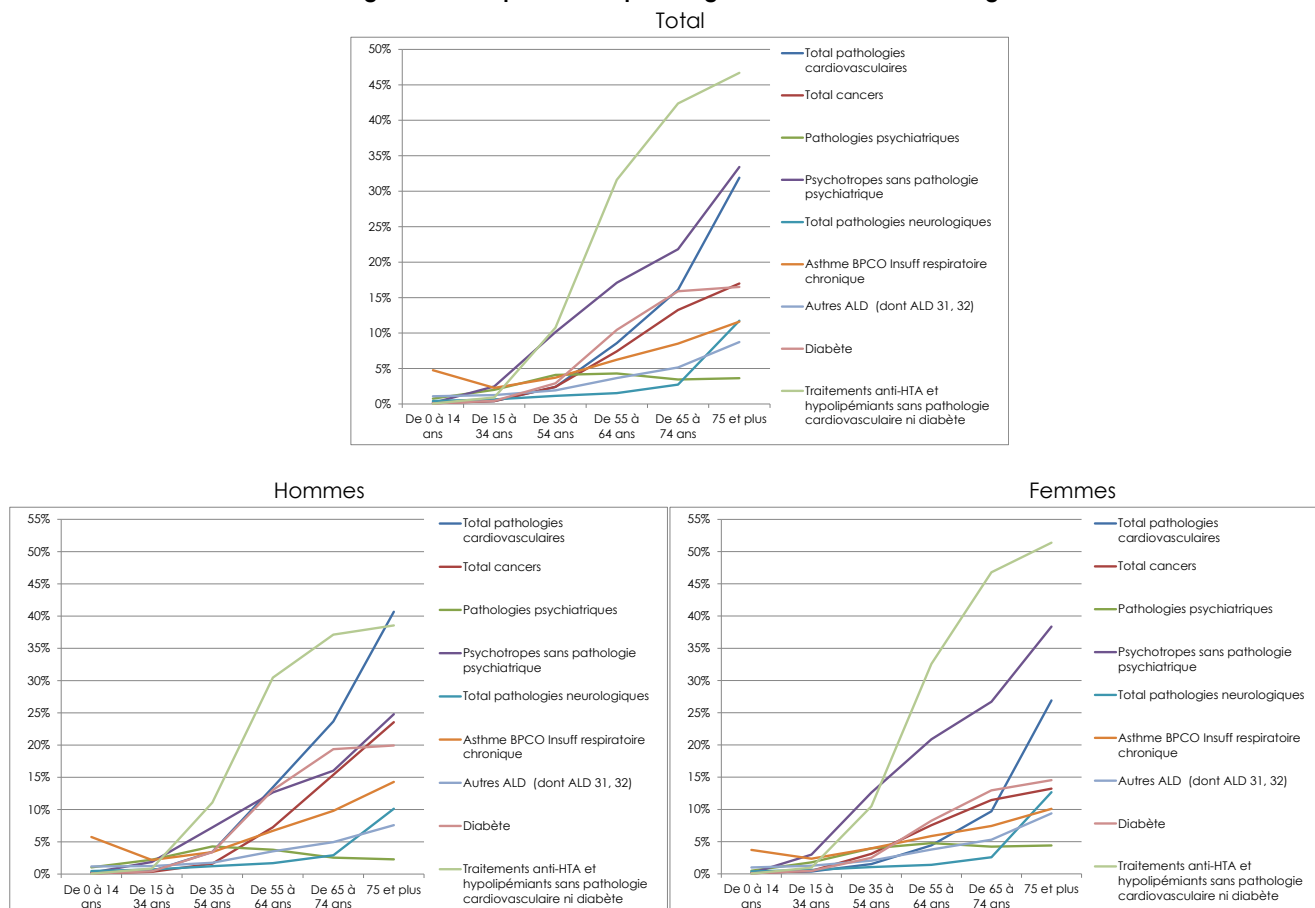 Total
50%
45%
40%
35%
30%
25%
20%
15%
10%
5%
0%
De 0 à 14 ans
De 15 à 34 ans
De 35 à 54 ans
De 55 à 64 ans
De 65 à 74 ans
75 et plus
Total pathologies
cardiovasculaires
Total cancers
Pathologies psychiatriques
Psychotropes sans pathologie
psychiatrique
Total pathologies neurologiques
Asthme BPCO Insuff respiratoire
chronique
Autres ALD (dont ALD 31, 32)
Diabète
Traitements anti-HTA et
hypolipémiants sans pathologie
cardiovasculaire ni diabète
Hommes
55%
50%
45%
40%
35%
30%
25%
20%
15%
10%
5%
0%
De 0 à 14
ans
De 15 à
34 ans
De 35 à
54 ans
De 55 à
64 ans
De 65 à
74 ans
75 et plus
Total pathologies
cardiovasculaires
Total cancers
Pathologies psychiatriques
Psychotropes sans pathologie
psychiatrique
Total pathologies neurologiques
Asthme BPCO Insuff respiratoire
chronique
Autres ALD (dont ALD 31, 32)
Diabète
Traitements anti-HTA et
hypolipémiants sans pathologie
cardiovasculaire ni diabète
Femmes
55%
50%
45%
40%
35%
30%
25%
20%
15%
10%
5%
0%
De 0 à 14
ans
De 15 à
34 ans
De 35 à
54 ans
De 55 à
64 ans
De 65 à
74 ans
75 et plus
Total pathologies
cardiovasculaires
Total cancers
Pathologies psychiatriques
Psychotropes sans pathologie
psychiatrique
Total pathologies neurologiques
Asthme BPCO Insuff respiratoire
chronique
Autres ALD (dont ALD 31, 32)
Diabète
Traitements anti-HTA et
hypolipémiants sans pathologie
cardiovasculaire ni diabète